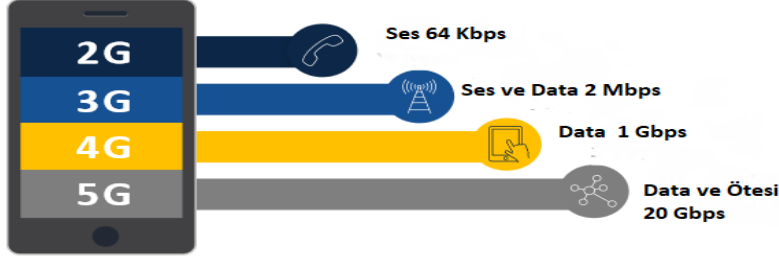 2G
Ses 64 Kbps
3G
Ses ve Data 2 Mbps
4G
Data 1 Gbps
5G
Data ve Ötesi
20 Gbps